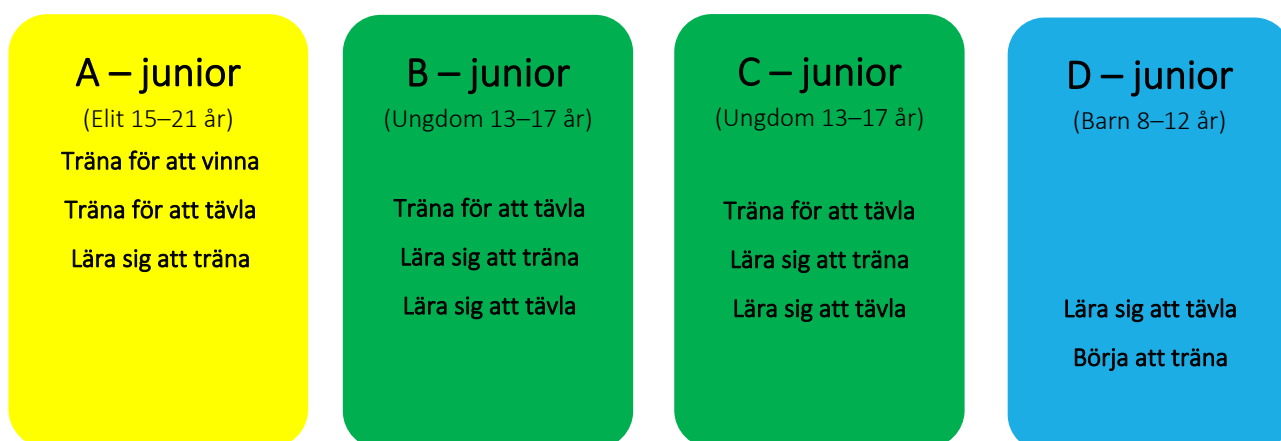 A – junior
(Elit 15–21 år)
Träna för att vinna
Träna för att tävla
Lära sig att träna
B – junior
(Ungdom 13–17 år)
Träna för att tävla
Lära sig att träna
Lära sig att tävla
C – junior
(Ungdom 13–17 år)
Träna för att tävla
Lära sig att träna
Lära sig att tävla
D – junior
(Barn 8–12 år)
Lära sig att tävla
Börja att träna